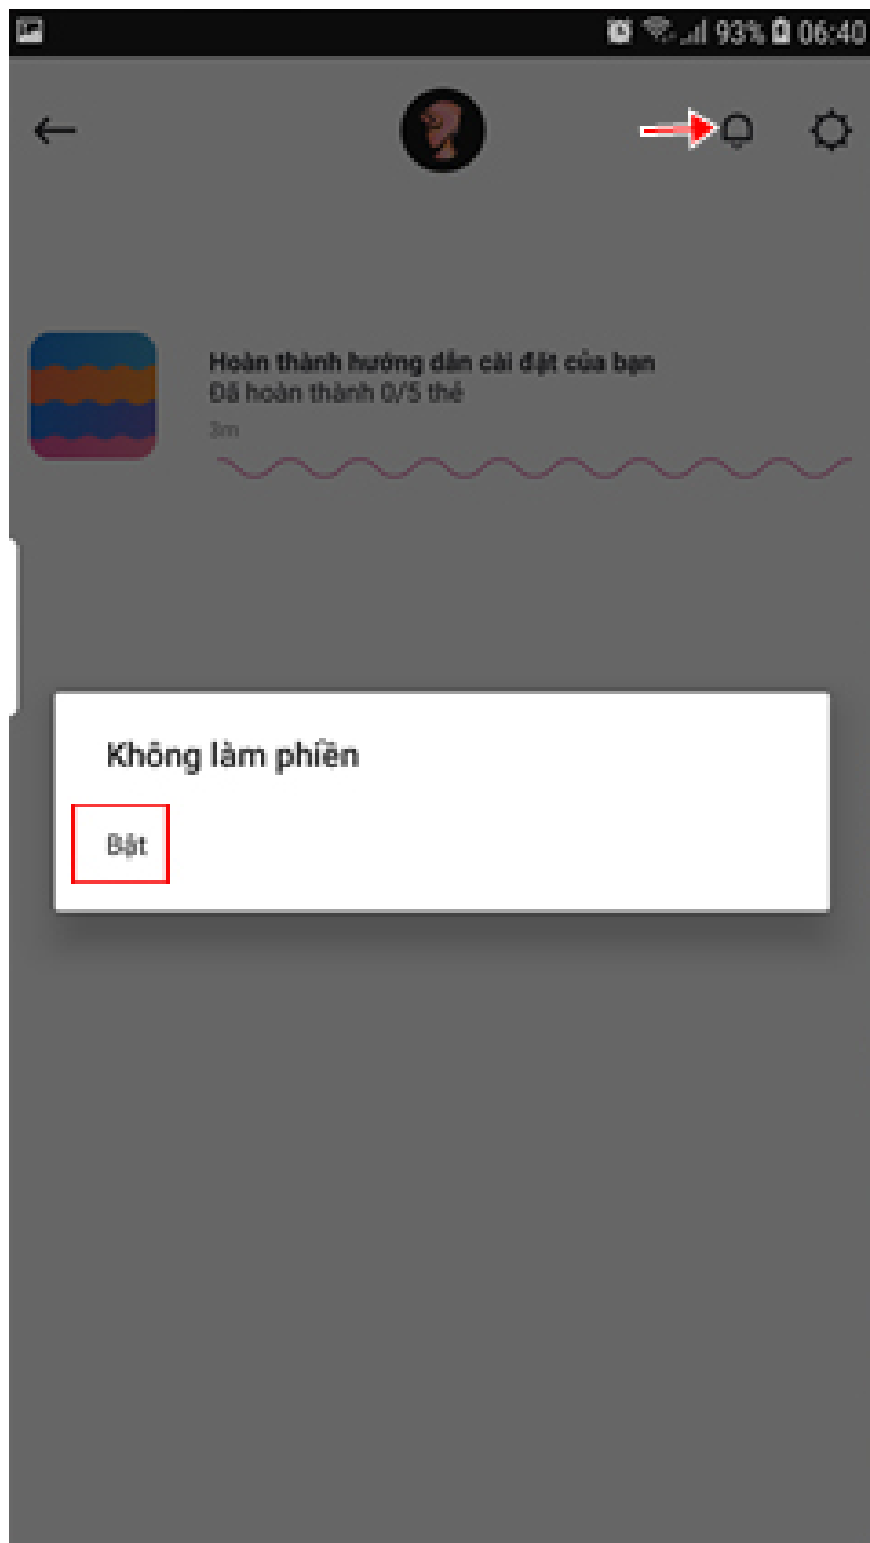 93% 06:40
Hoàn thành hướng dẫn cài đặt của bạn
Đã hoàn thành 0/5 thẻ
3m
Không làm phiền
Bật